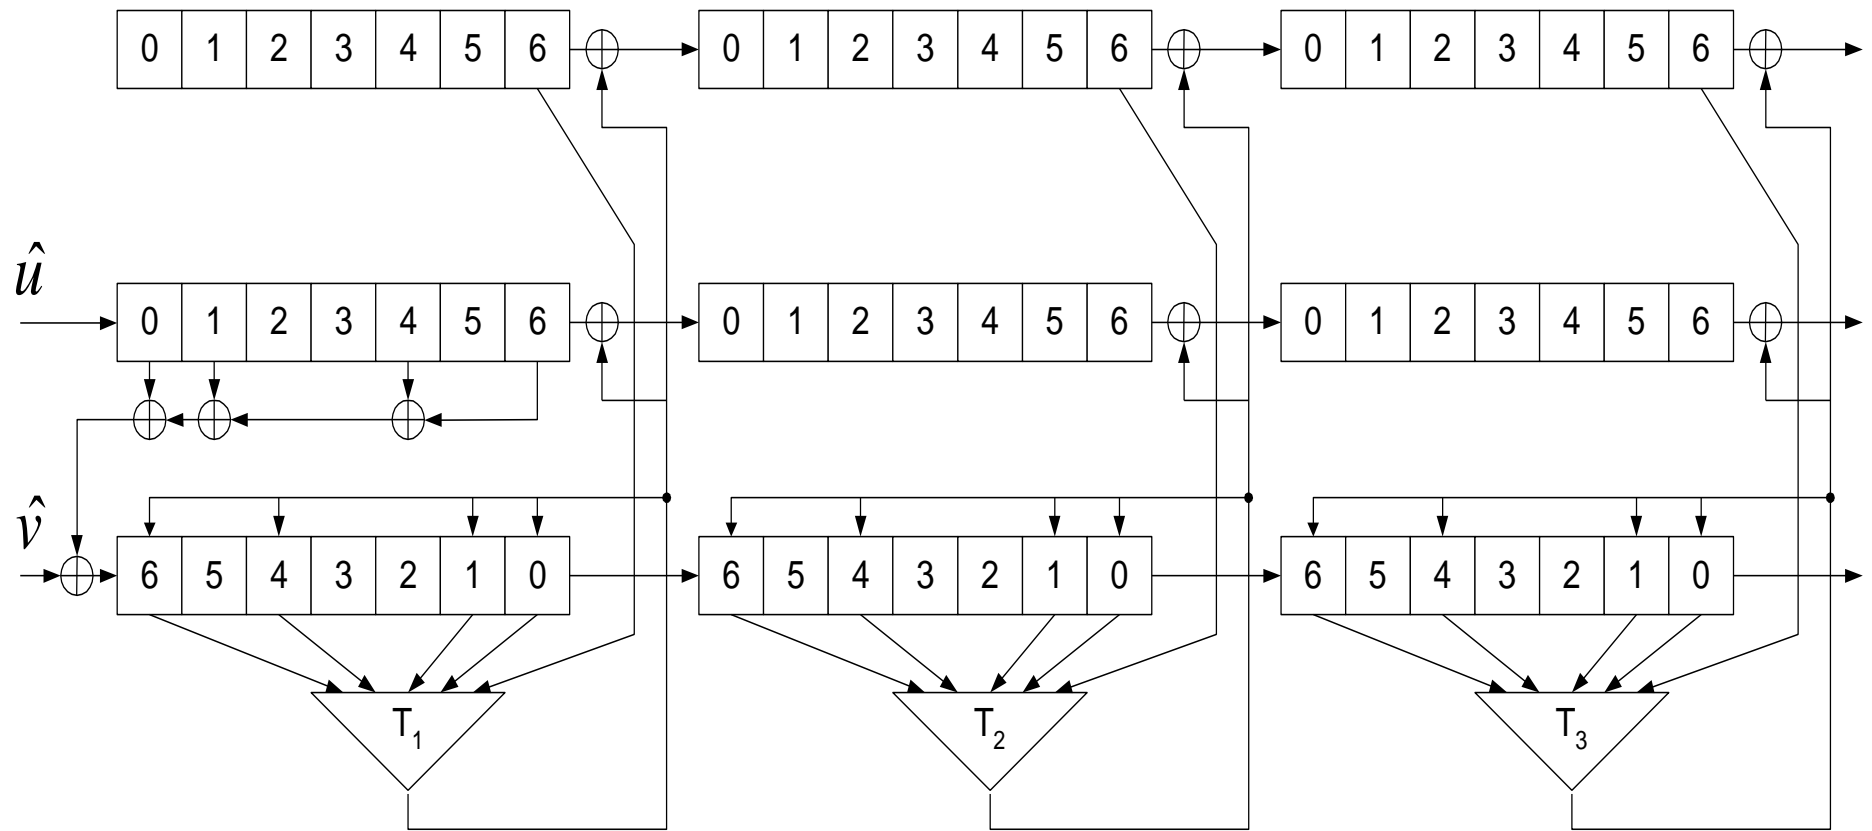 0 1 2 3 4 5 6 0 1 2 3 4 5 6 0 1 2 3 4 5 6
û
0 1 2 3 4 5 6 0 1 2 3 4 5 6 0 1 2 3 4 5 6
v̂
6 5 4 3 2 1 0 6 5 4 3 2 1 0 6 5 4 3 2 1 0
T₁ T₂ T₃